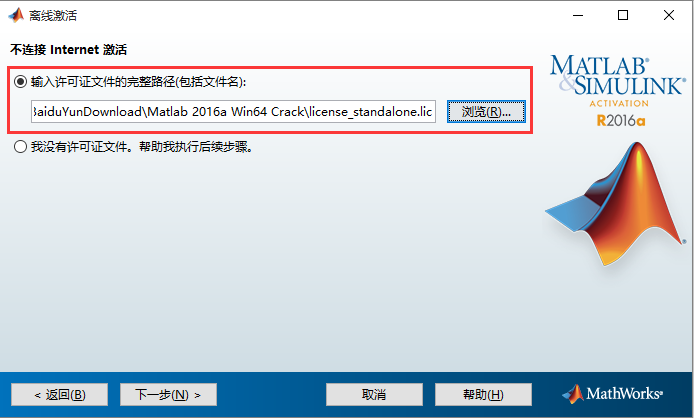 离线激活
不连接 Internet 激活
输入许可证文件的完整路径(包括文件名):
BaiduYunDownload\Matlab 2016a Win64 Crack\license_standalone.lic
浏览(R)...
我没有许可证文件。帮助我执行后续步骤。
MATLAB®
&SIMULINK®
ACTIVATION
R2016a
< 返回(B)
下一步(N) >
取消
帮助(H)
MathWorks®